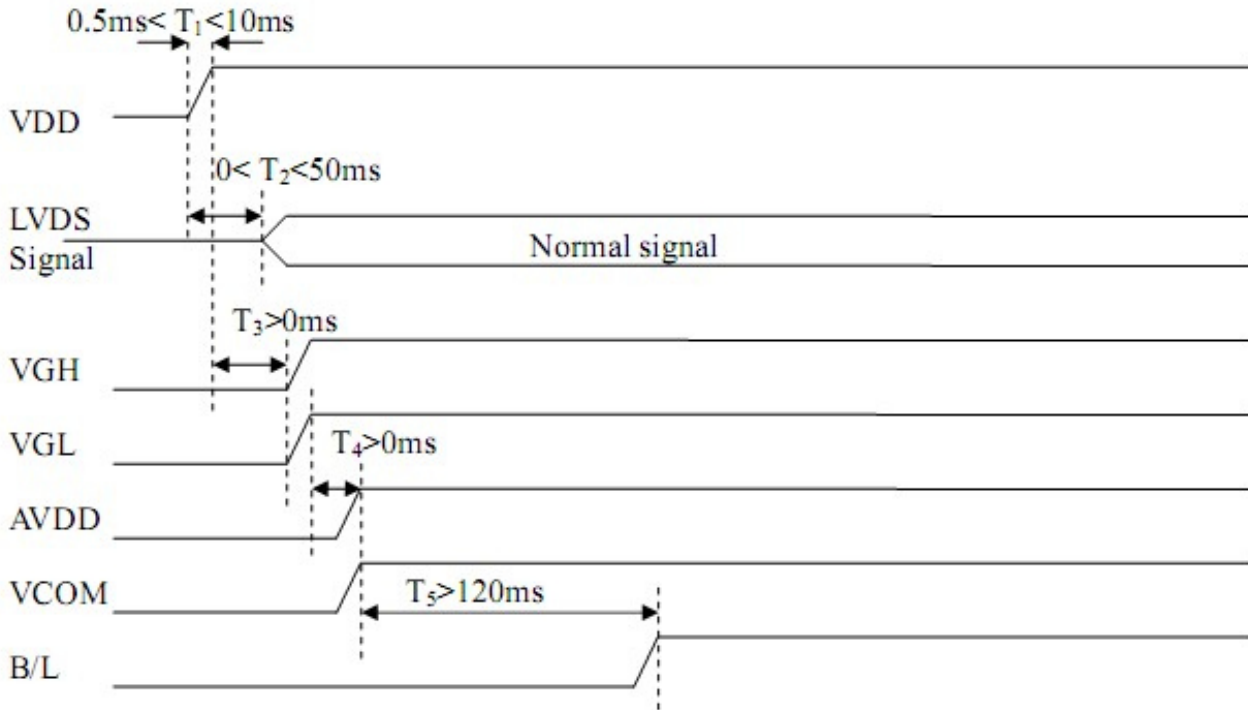 0.5ms< T₁<10ms
VDD
0< T₂<50ms
LVDS
Signal
Normal signal
T₃>0ms
VGH
VGL
T₄>0ms
AVDD
VCOM
T₅>120ms
B/L